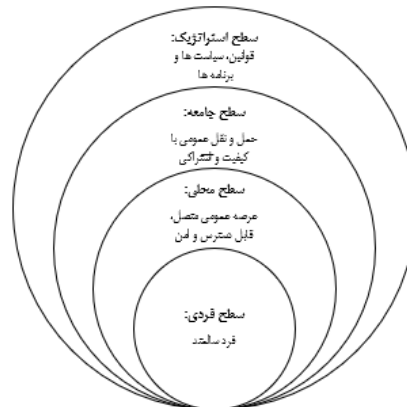 سطح استراتژیک:
قوانین، سیاست ها و
برنامه ها
سطح جامعه:
حمل و نقل عمومی با
کیفیت و اشتراکی
سطح محلی:
عرصه عمومی متصل،
قابل دسترس و امن
سطح فردی:
فرد سالمند